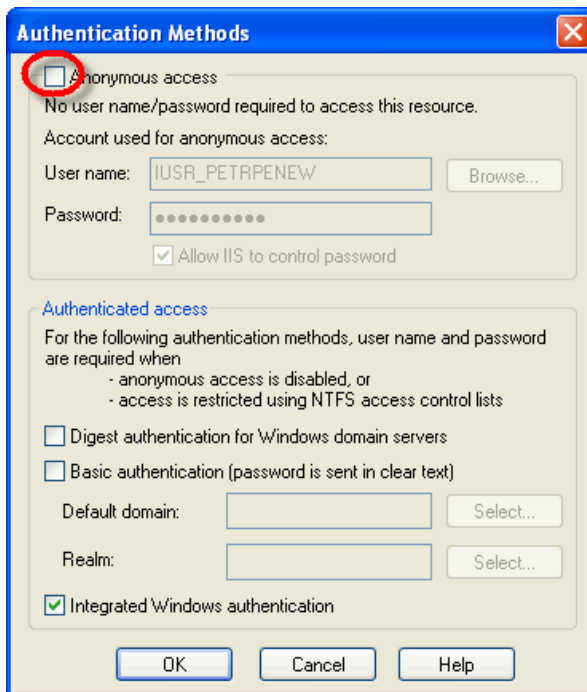 Authentication Methods
Anonymous access
No user name/password required to access this resource.
Account used for anonymous access:
User name: IUSR_PETRPENEW Browse...
Password: ●●●●●●●●●●
Allow IIS to control password
Authenticated access
For the following authentication methods, user name and password
are required when
- anonymous access is disabled, or
- access is restricted using NTFS access control lists
Digest authentication for Windows domain servers
Basic authentication (password is sent in clear text)
Default domain: Select...
Realm: Select...
Integrated Windows authentication
OK Cancel Help